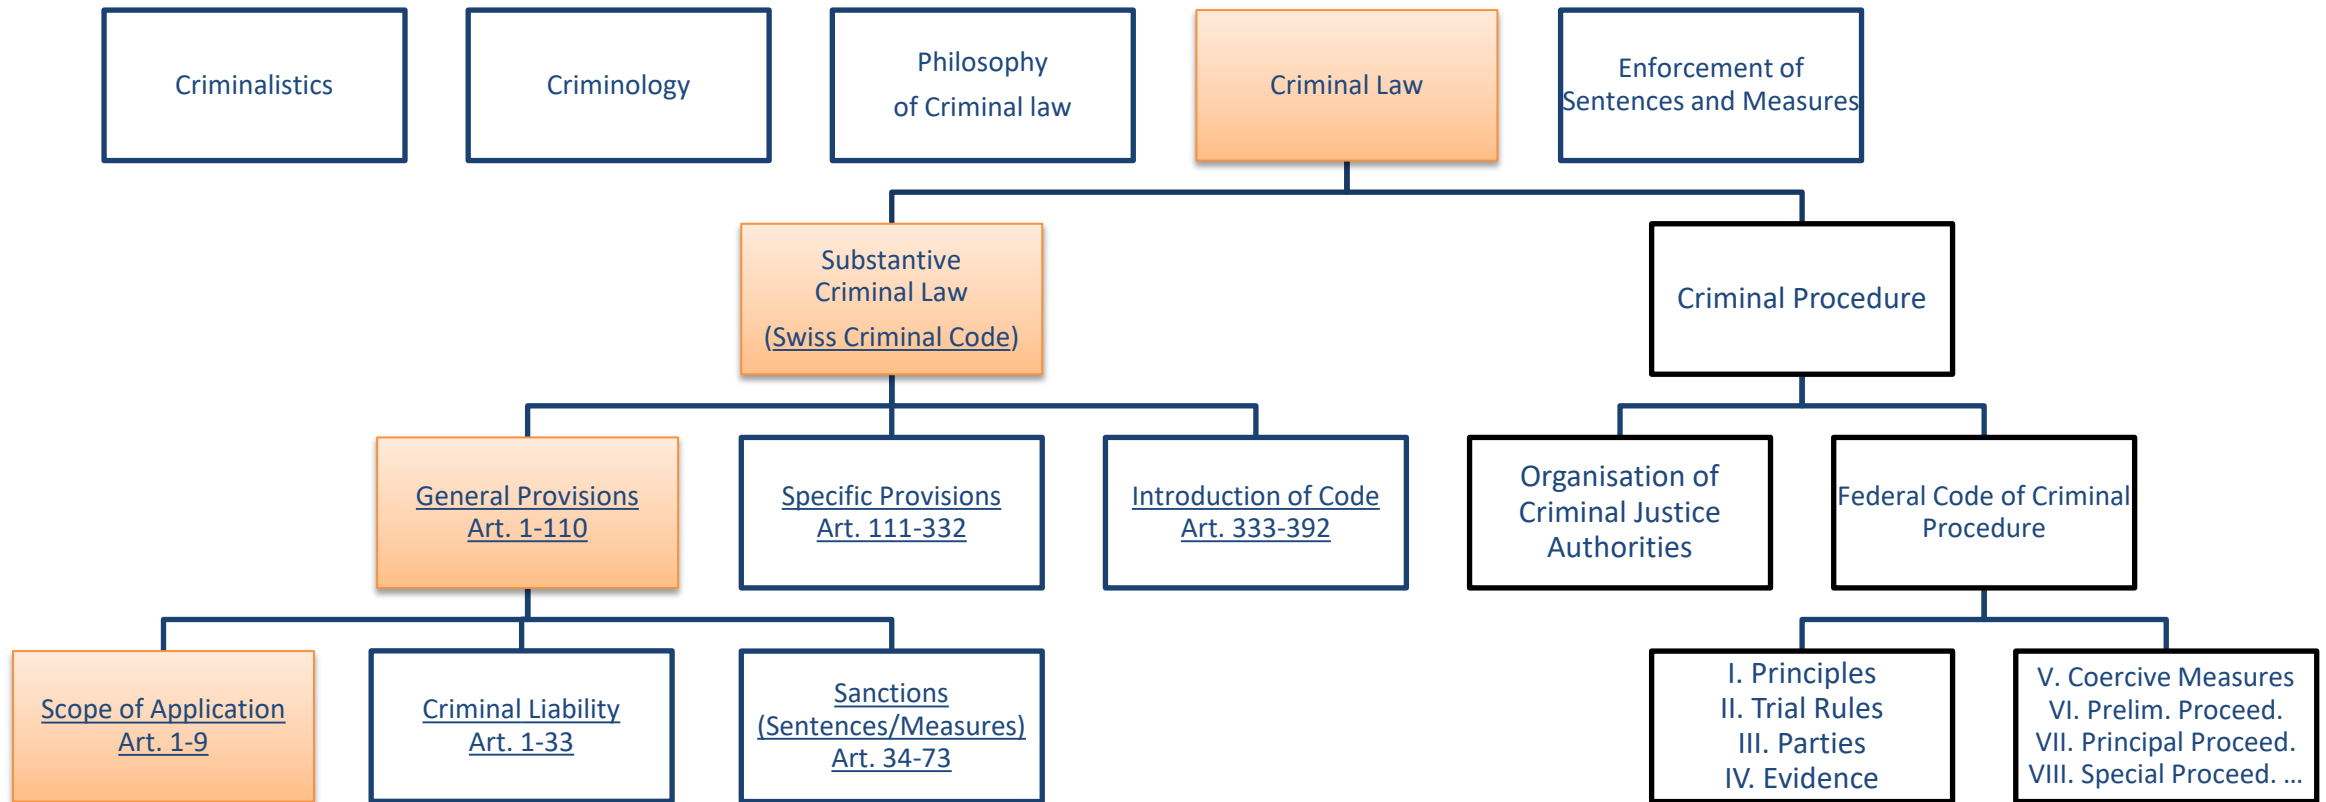 Criminalistics
Criminology
Philosophy
of Criminal law
Criminal Law
Enforcement of
Sentences and Measures
Substantive
Criminal Law
(Swiss Criminal Code)
Criminal Procedure
General Provisions
Art. 1-110
Specific Provisions
Art. 111-332
Introduction of Code
Art. 333-392
Organisation of
Criminal Justice
Authorities
Federal Code of Criminal
Procedure
Scope of Application
Art. 1-9
Criminal Liability
Art. 1-33
Sanctions
(Sentences/Measures)
Art. 34-73
I. Principles
II. Trial Rules
III. Parties
IV. Evidence
V. Coercive Measures
VI. Prelim. Proceed.
VII. Principal Proceed.
VIII. Special Proceed. ...